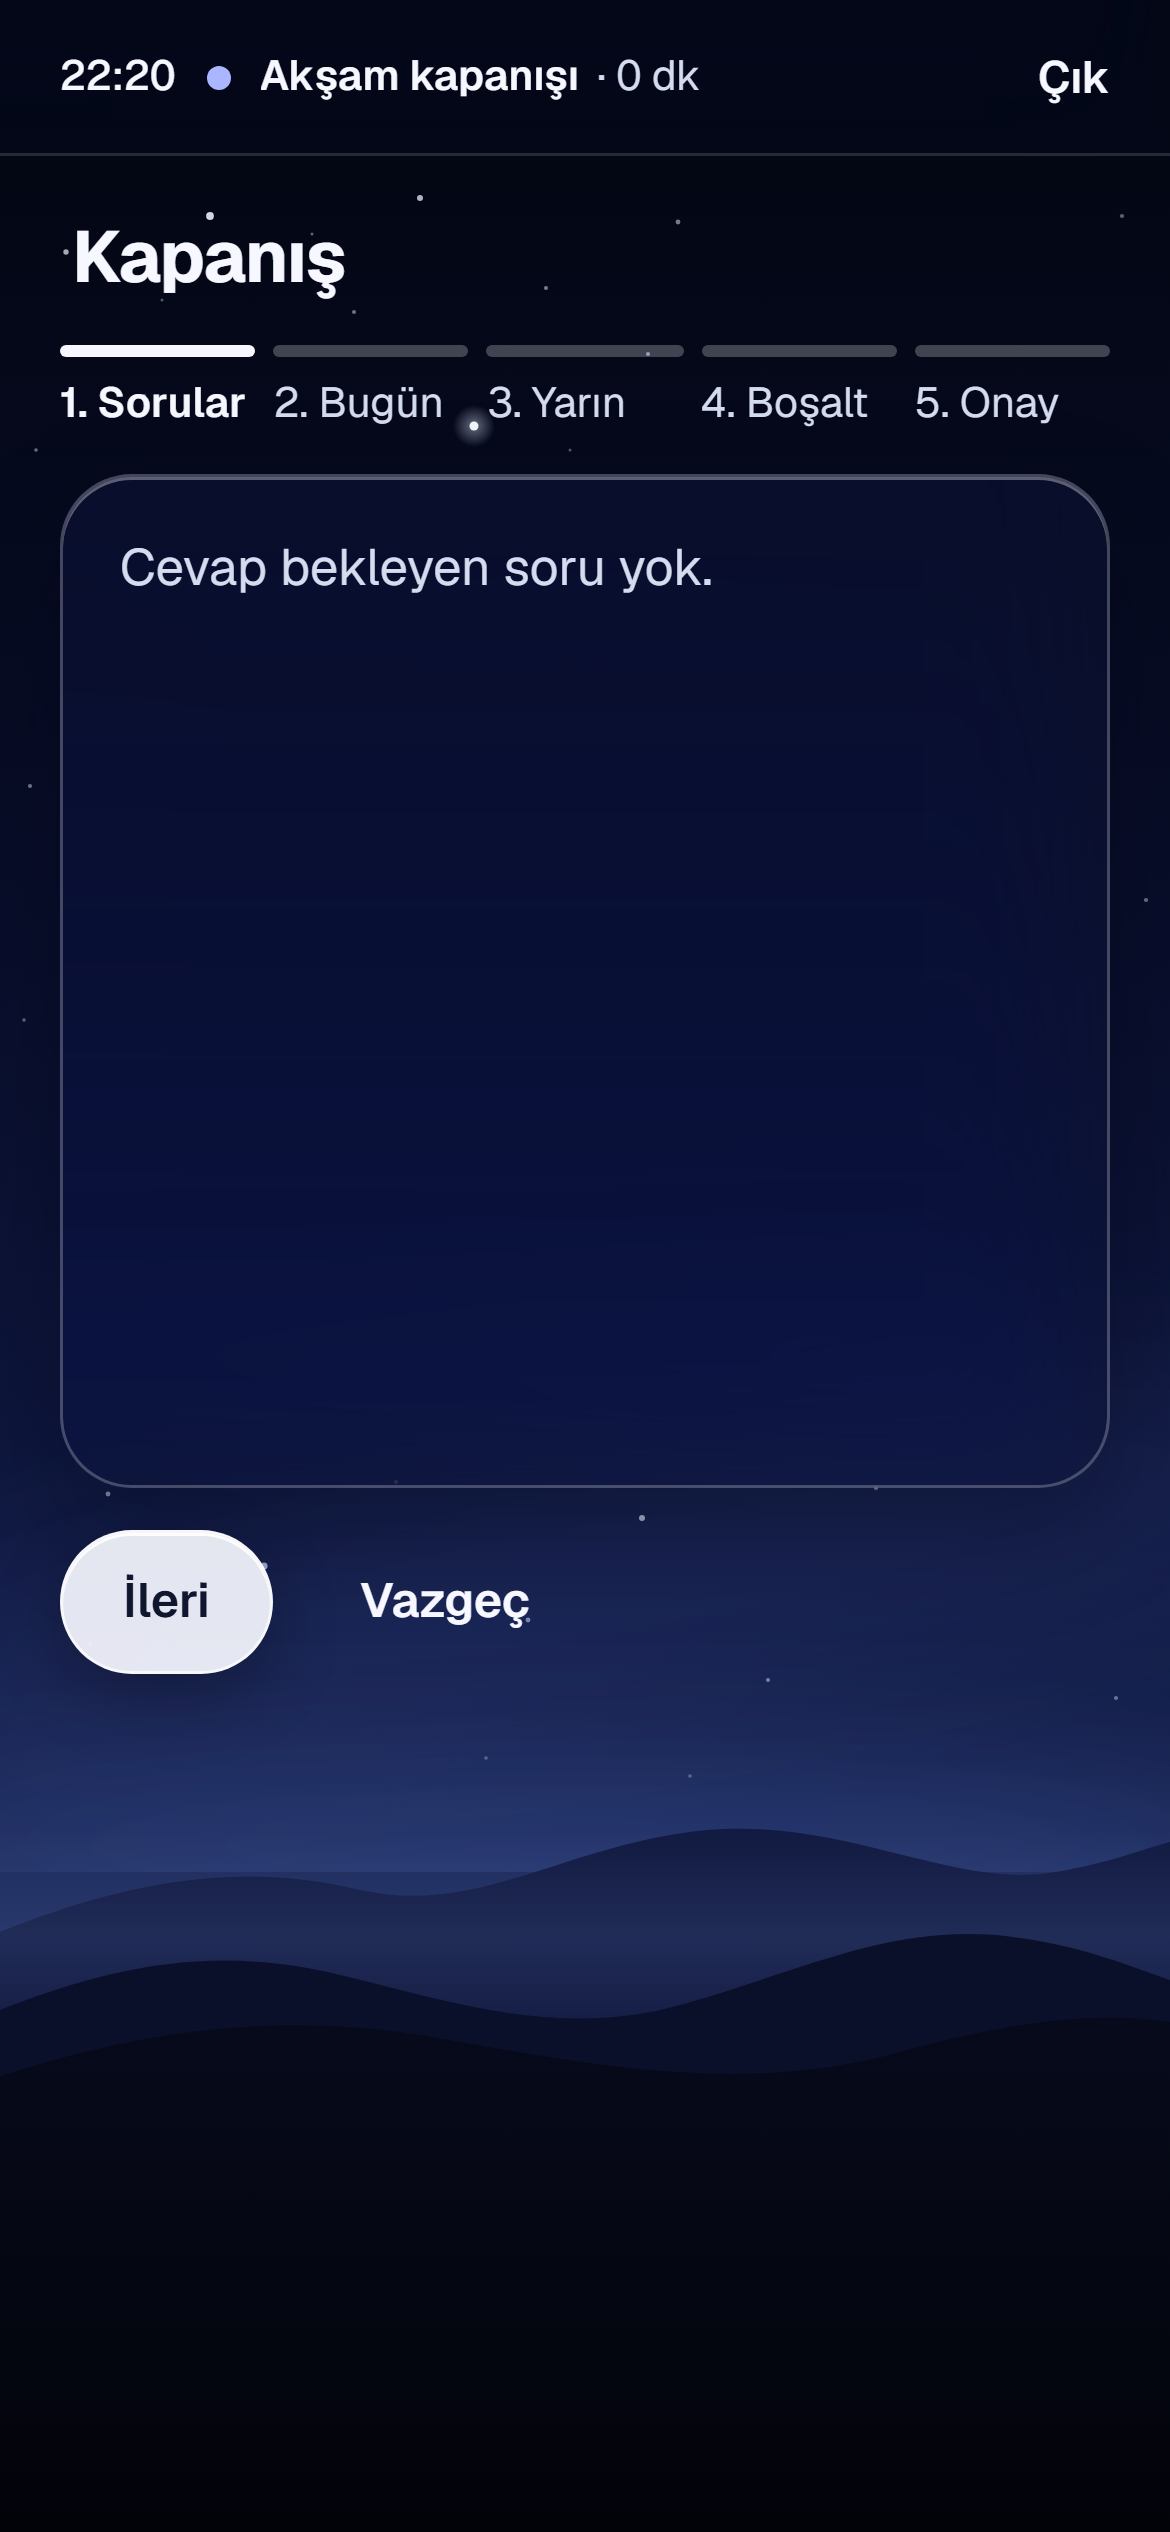 22:20 Akşam kapanışı · 0 dk Çık
Kapanış
1. Sorular 2. Bugün 3. Yarın 4. Boşalt 5. Onay
Cevap bekleyen soru yok.
İleri Vazgeç